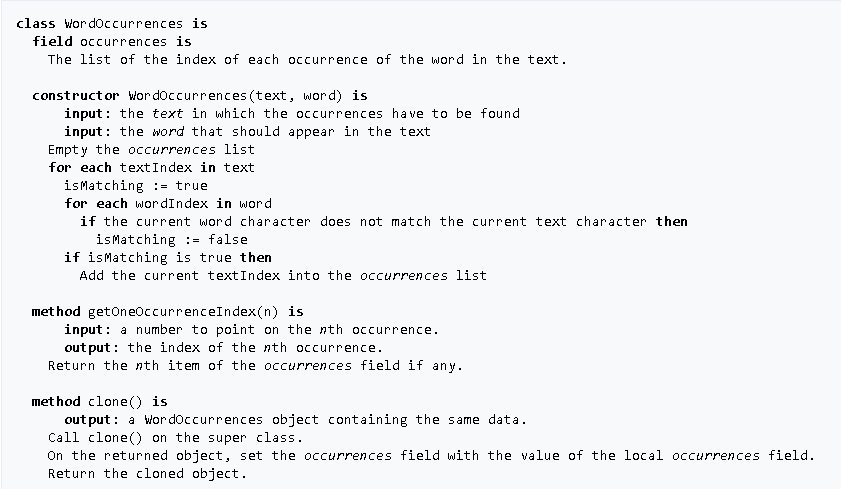 class WordOccurrences is
field occurrences is
The list of the index of each occurrence of the word in the text.
constructor WordOccurrences(text, word) is
input: the text in which the occurrences have to be found
input: the word that should appear in the text
Empty the occurrences list
for each textIndex in text
isMatching := true
for each wordIndex in word
if the current word character does not match the current text character then
isMatching := false
if isMatching is true then
Add the current textIndex into the occurrences list
method getOneOccurrenceIndex(n) is
input: a number to point on the nth occurrence.
output: the index of the nth occurrence.
Return the nth item of the occurrences field if any.
method clone() is
output: a WordOccurrences object containing the same data.
Call clone() on the super class.
On the returned object, set the occurrences field with the value of the local occurrences field.
Return the cloned object.